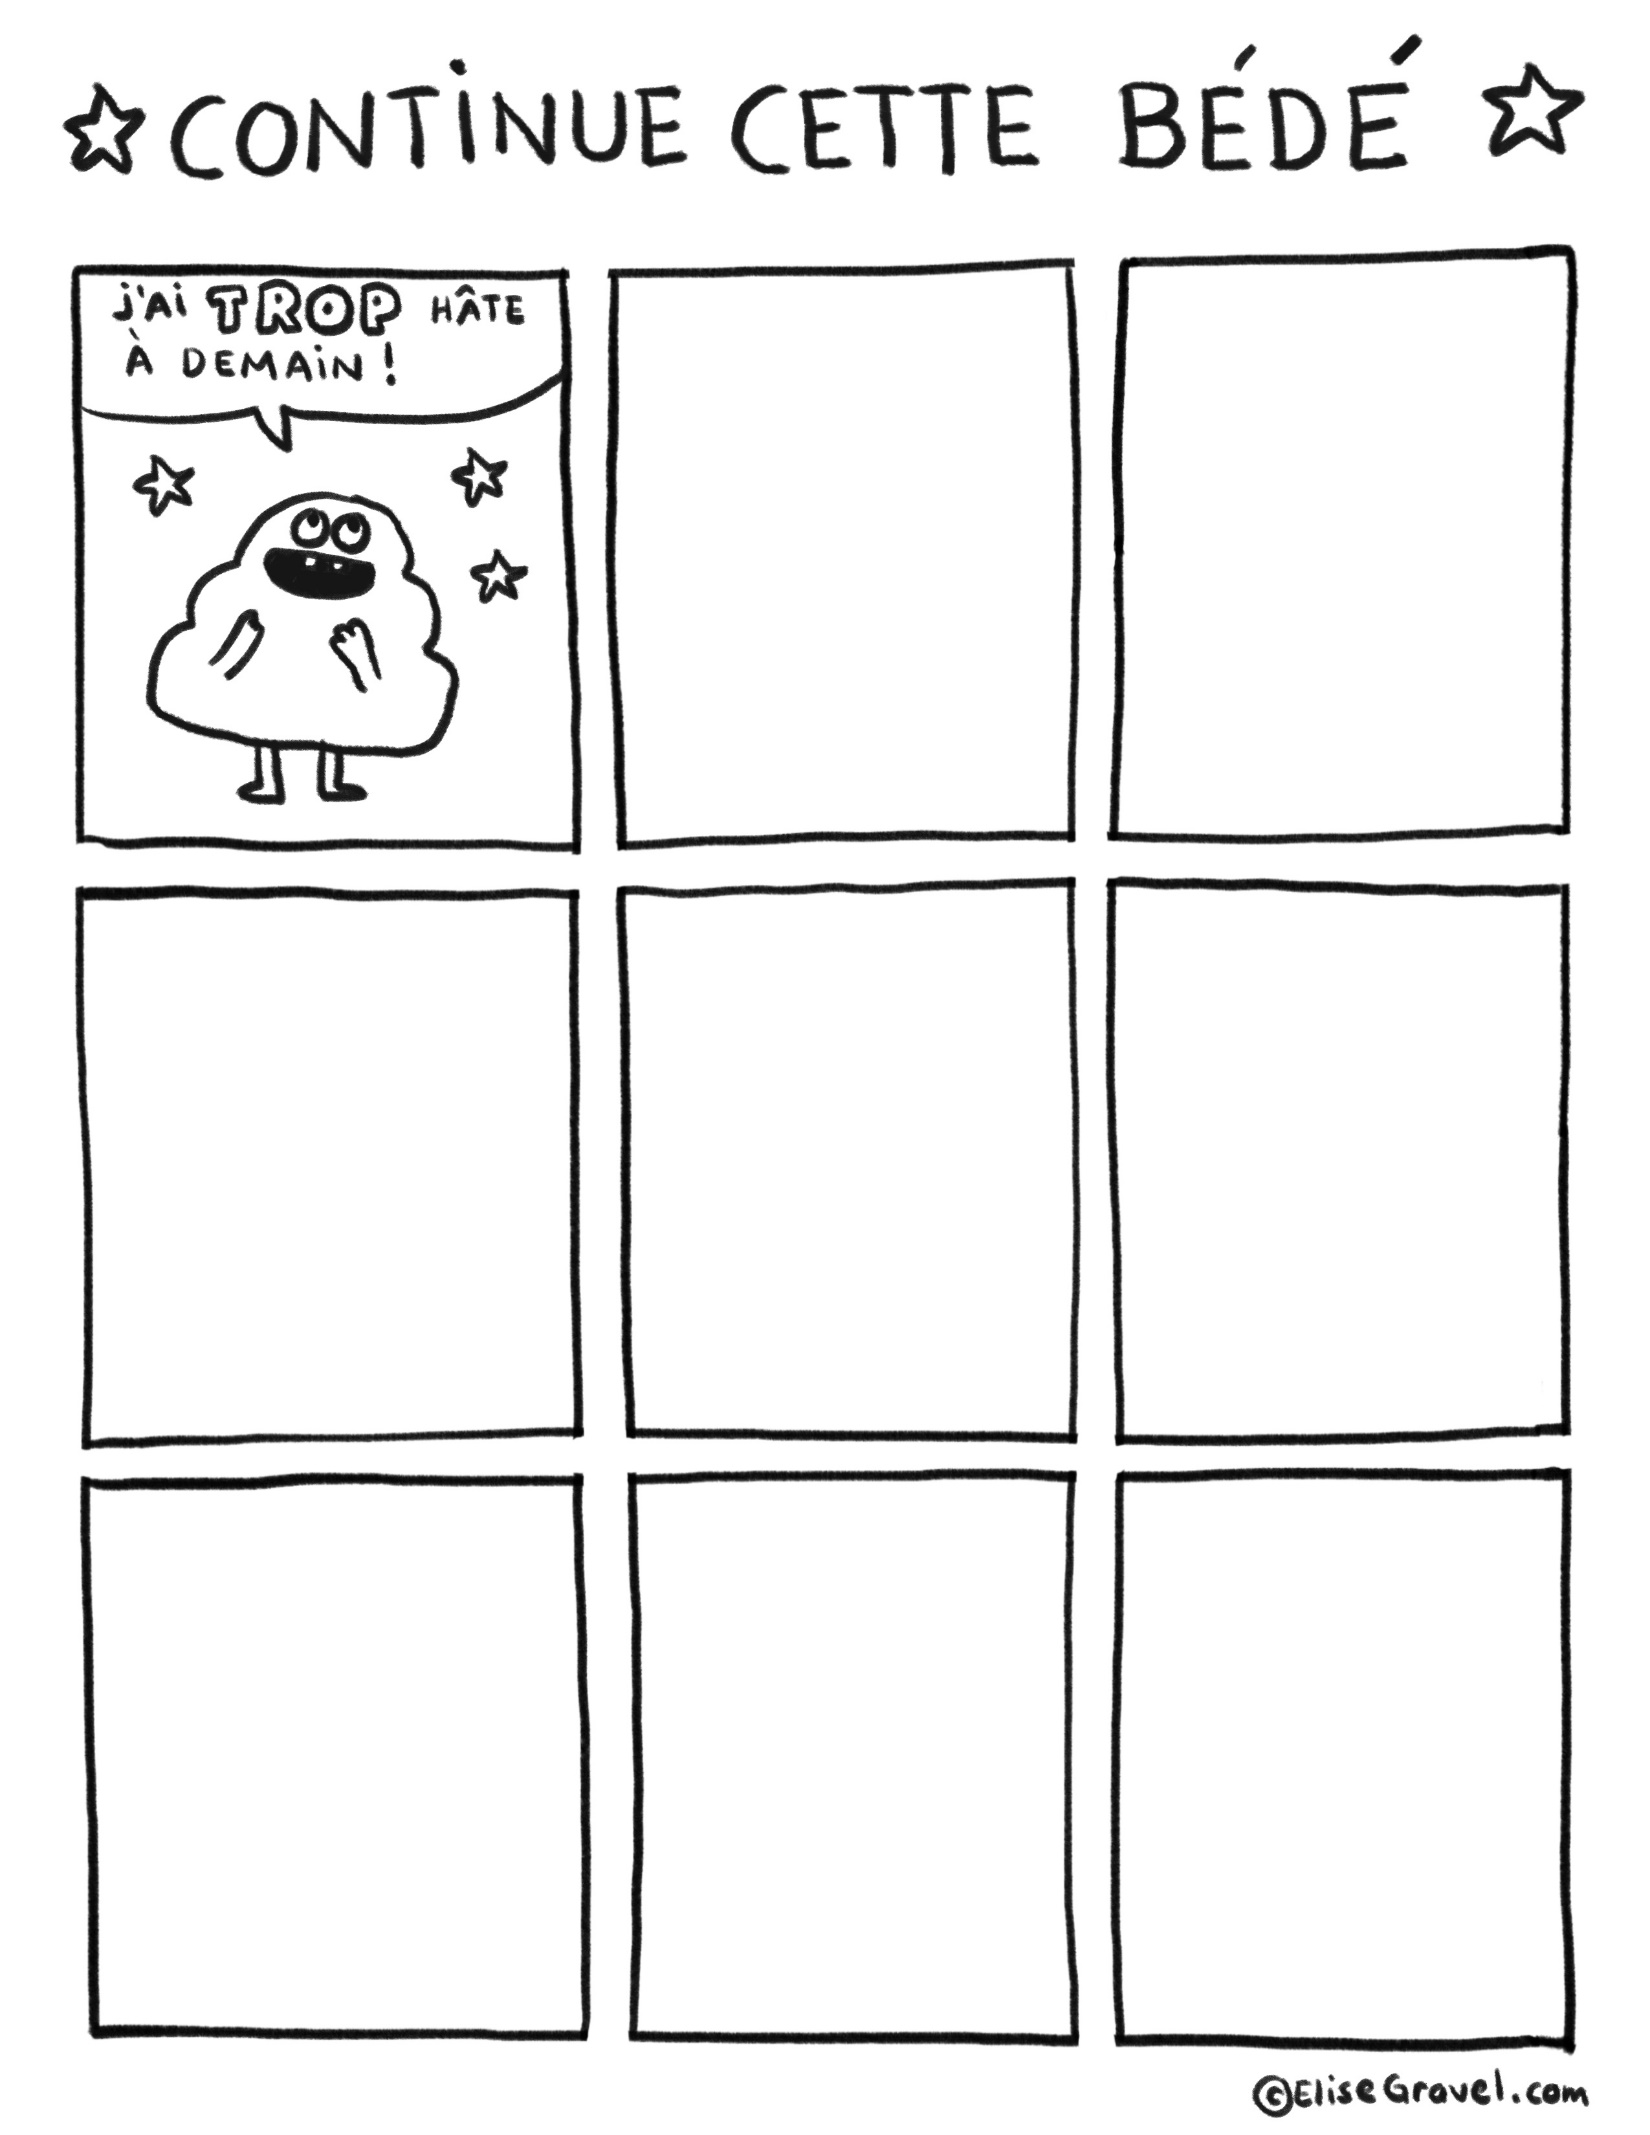 CONTINUE CETTE BÉDÉ
J'Ai TROP HÂTE
À DEMAiN!
©EliseGravel.com